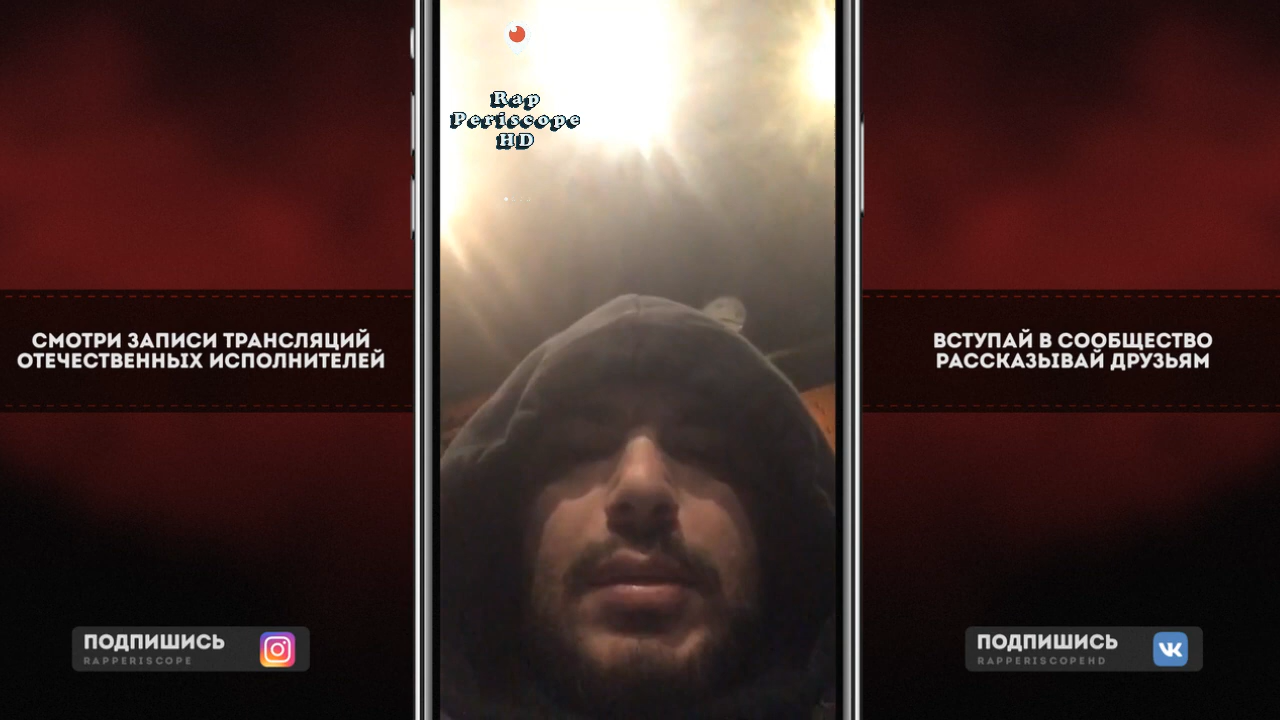 Rap
Periscope
HD
СМОТРИ ЗАПИСИ ТРАНСЛЯЦИЙ
ОТЕЧЕСТВЕННЫХ ИСПОЛНИТЕЛЕЙ
ВСТУПАЙ В СООБЩЕСТВО
РАССКАЗЫВАЙ ДРУЗЬЯМ
ПОДПИШИСЬ
RAPPERISCOPE
ПОДПИШИСЬ
RAPPERISCOPEHD